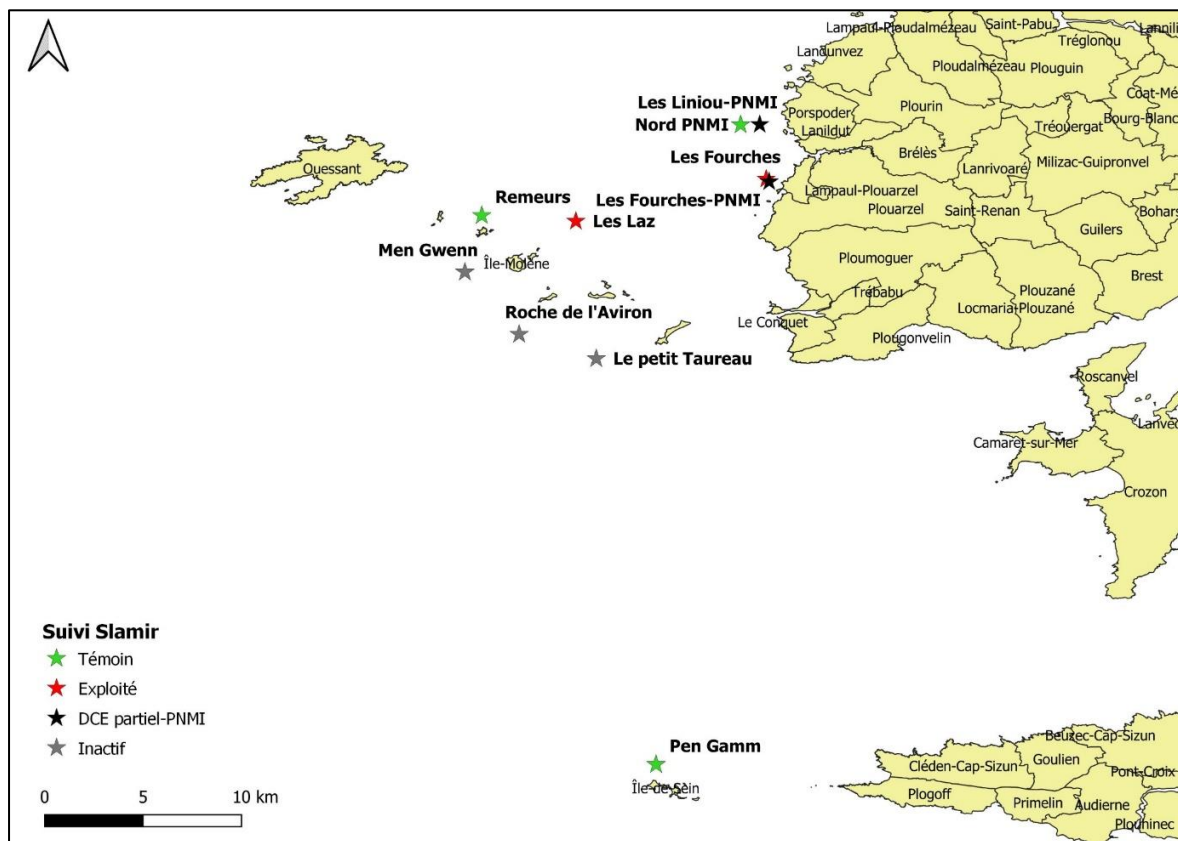 Lampaul-Ploudalmézeau
Saint-Pabu
Landunvez
Tréglonou
Ploudalmézeau
Plouguin
Les Liniou-PNMI
Nord PNMI
Porspoder
Lanildut
Plourin
Tréouergat
Bourg-Blanc
Les Fourches
Brélès
Lanrivoaré
Milizac-Guipronvel
Ouessant
Remeurs
Les Fourches-PNMI
Les Laz
Lampaul-Plouarzel
Plouarzel
Saint-Renan
Guilers
Bohars
Men Gwenn
Île-Molène
Ploumoguer
Brest
Trébabu
Plouzané
Locmaria-Plouzané
Roche de l'Aviron
Le Conquet
Plougonvelin
Le petit Taureau
Roscanvel
Camaret-sur-Mer
Crozon
Suivi Slamir
Témoin
Exploité
DCE partiel-PNMI
Inactif
0 5 10 km
Pen Gamm
Île-de-Sein
Beuzec-Cap-Sizun
Cléden-Cap-Sizun
Goulien
Pont-Croix
Plogoff
Primelin
Audierne
Plouhinec